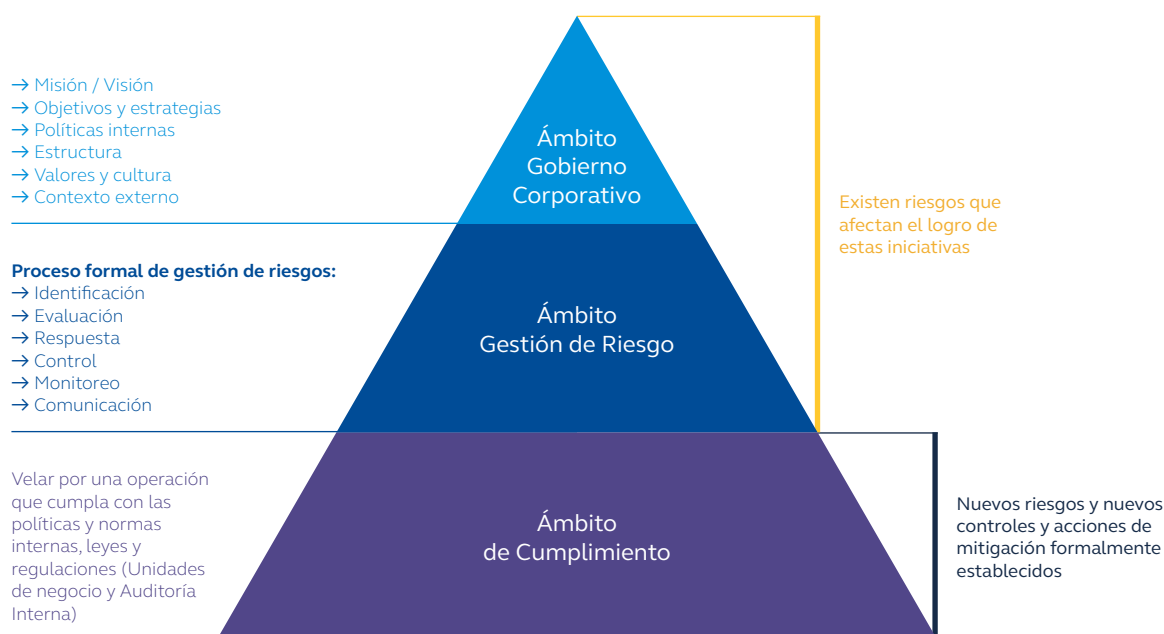 → Misión / Visión
→ Objetivos y estrategias
→ Políticas internas
→ Estructura
→ Valores y cultura
→ Contexto externo
Ámbito
Gobierno
Corporativo
Existen riesgos que
afectan el logro de
estas iniciativas
Proceso formal de gestión de riesgos:
→ Identificación
→ Evaluación
→ Respuesta
→ Control
→ Monitoreo
→ Comunicación
Ámbito
Gestión de Riesgo
Velar por una operación
que cumpla con las
políticas y normas
internas, leyes y
regulaciones (Unidades
de negocio y Auditoría
Interna)
Ámbito
de Cumplimiento
Nuevos riesgos y nuevos
controles y acciones de
mitigación formalmente
establecidos